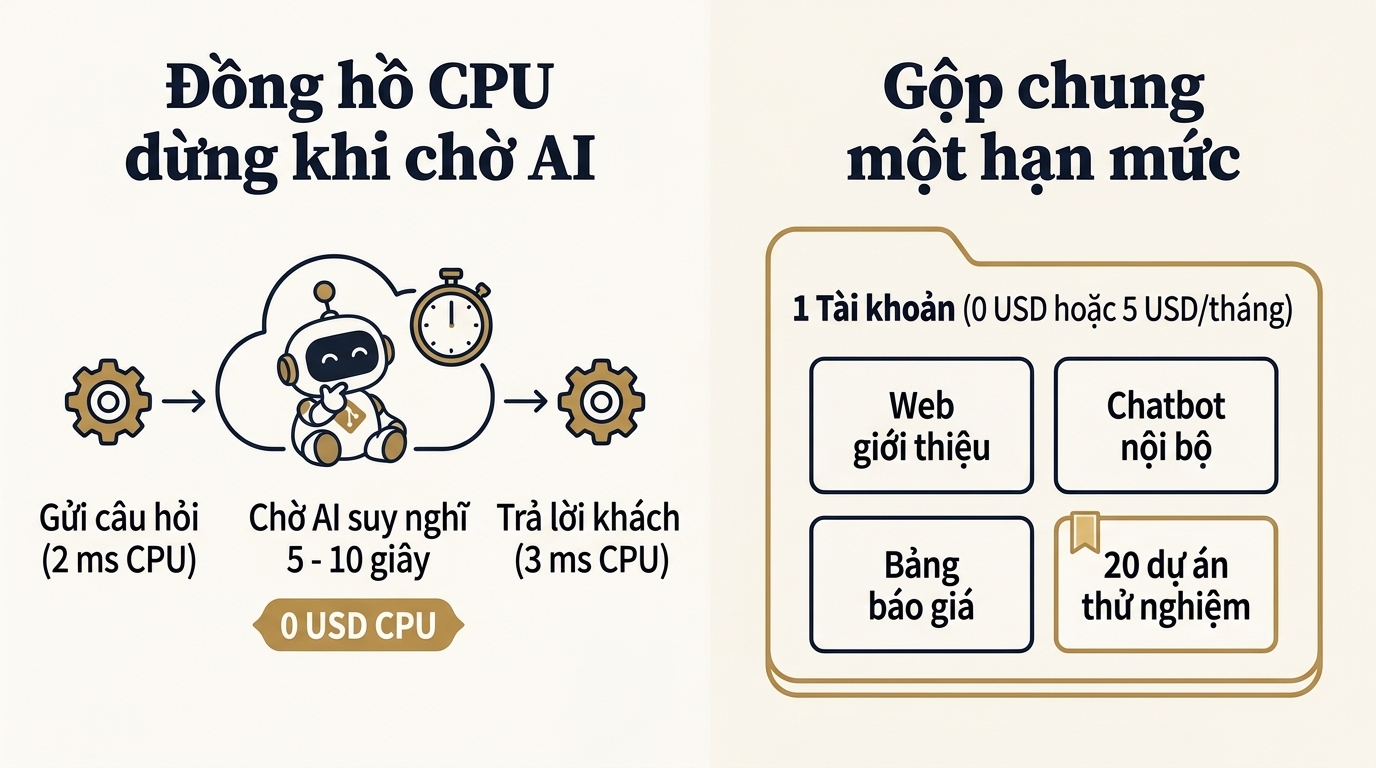 Đồng hồ CPU
dừng khi chờ AI
Gửi câu hỏi
(2 ms CPU)
Chờ AI suy nghĩ
5 - 10 giây
Trả lời khách
(3 ms CPU)
0 USD CPU
Gộp chung
một hạn mức
1 Tài khoản (0 USD hoặc 5 USD/tháng)
Web
giới thiệu
Chatbot
nội bộ
Bảng
báo giá
20 dự án
thử nghiệm